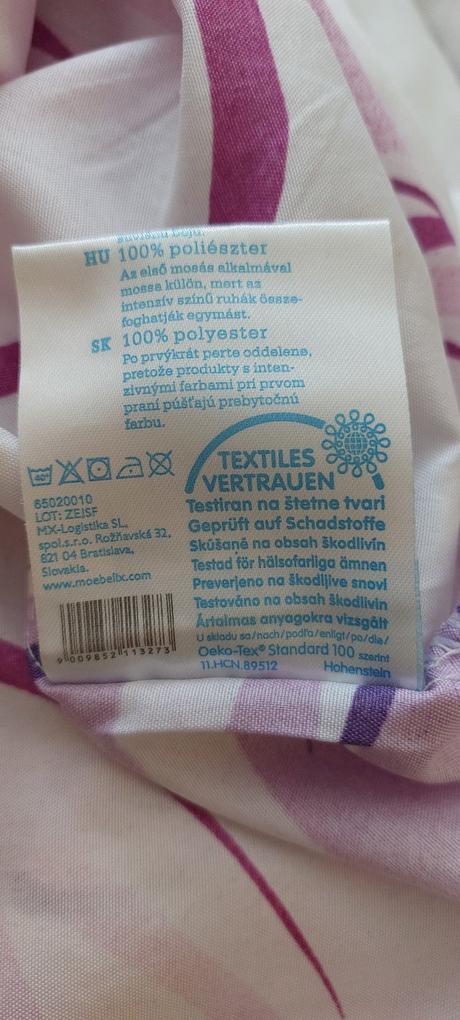 HU 100% poliészter
Az első mosás alkalmával
mossa külön, mert az
intenzív színű ruhák össze-
foghatják egymást.
SK 100% polyester
Po prvýkrát perte oddelene,
pretože produkty s inten-
zívnymi farbami pri prvom
praní púšťajú prebytočnú
farbu.
40°
65020010
LOT: ZEISF
MX-Logistika SL,
spol.s.r.o. Rožňavská 32,
821 04 Bratislava,
Slovakia.
www.moebelix.com
9 009852 113273
TEXTILES
VERTRAUEN
Testiran na štetne tvari
Geprüft auf Schadstoffe
Skúšané na obsah škodlivín
Testad för hälsofarliga ämnen
Preverjeno na škodljive snovi
Testováno na obsah škodlivin
Ártalmas anyagokra vizsgált
U skladu sa/nach/podľa/enligt/po/dle/
Oeko-Tex® Standard 100 szerint
11.HCN.89512 Hohenstein